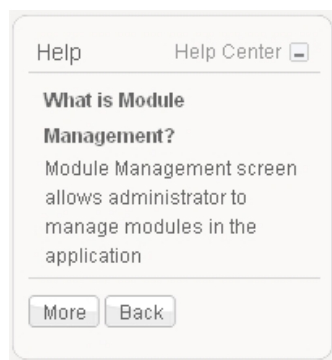 Help Help Center
What is Module
Management?
Module Management screen
allows administrator to
manage modules in the
application
More Back